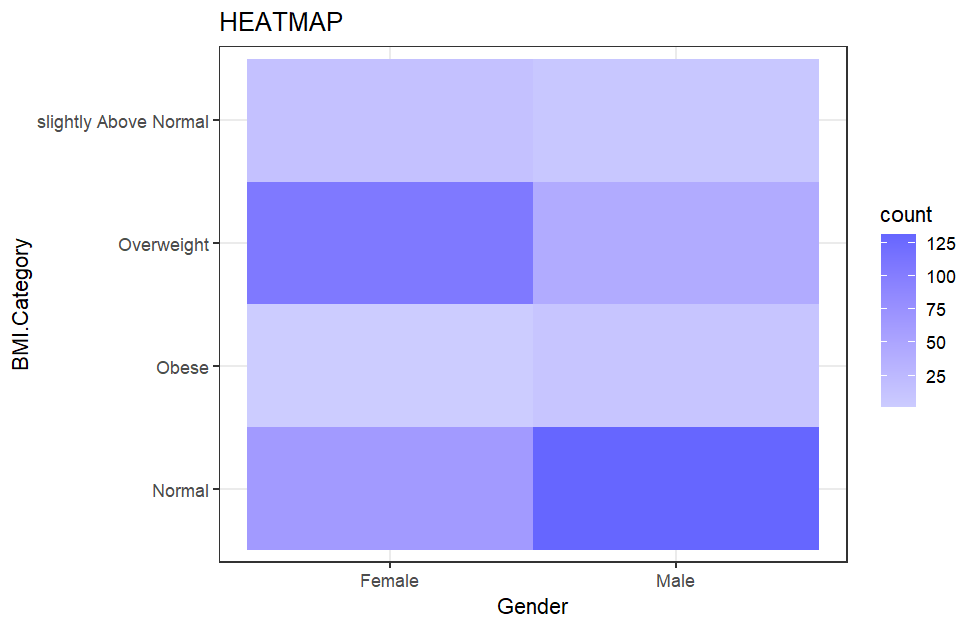 HEATMAP
slightly Above Normal
Overweight
Obese
Normal
BMI.Category
Female
Male
Gender
count
125
100
75
50
25